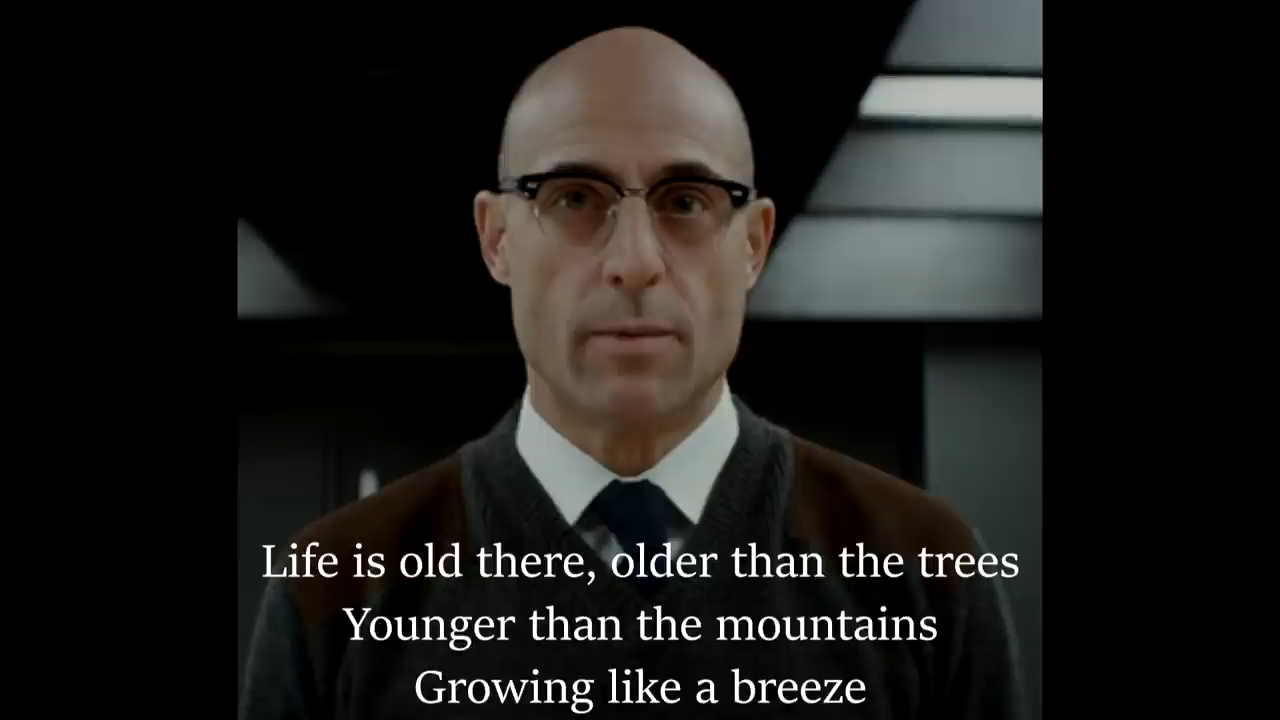 Life is old there, older than the trees
Younger than the mountains
Growing like a breeze